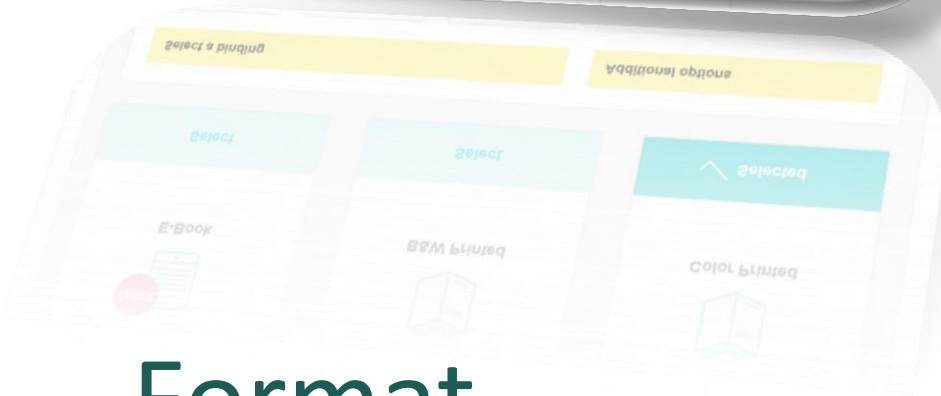 Select a binding
Additional options
Select
Select
Selected
E-Book
B&W Printed
Color Printed
Format